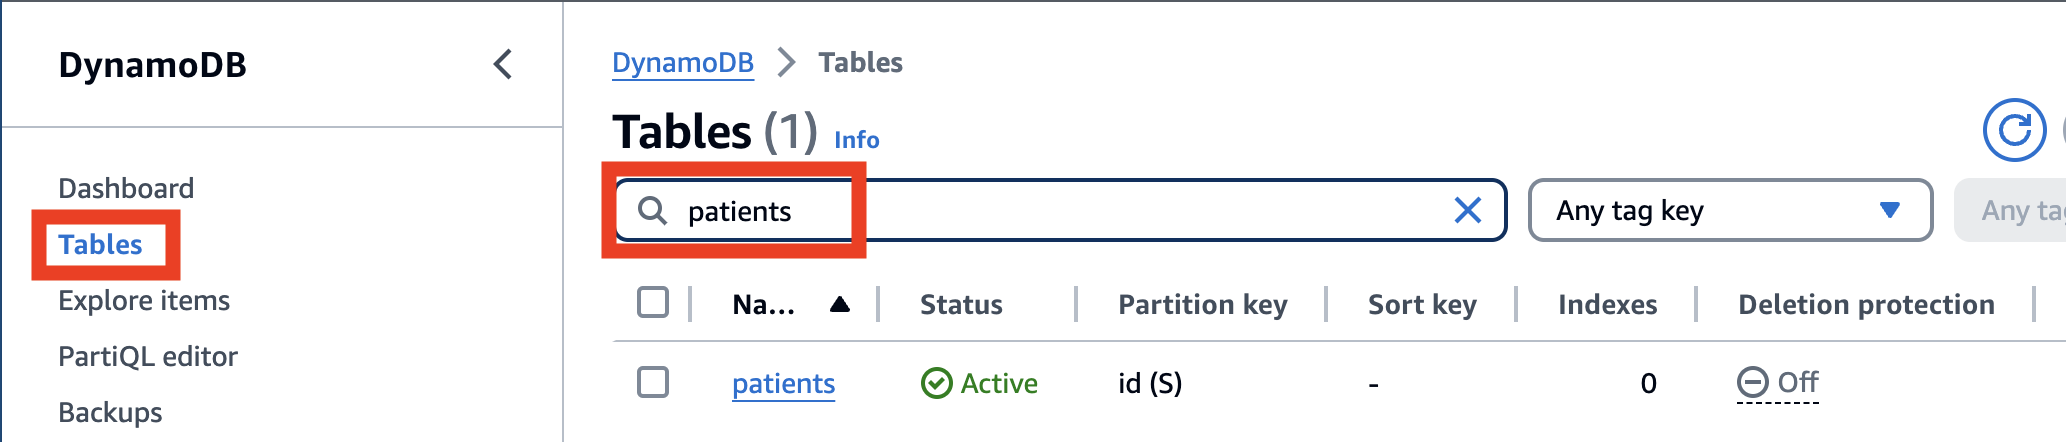 DynamoDB
Dashboard
Tables
Explore items
PartiQL editor
Backups
DynamoDB > Tables
Tables (1) Info
patients
Any tag key
Any
Na... Status Partition key Sort key Indexes Deletion protection
patients Active id (S) - 0 Off